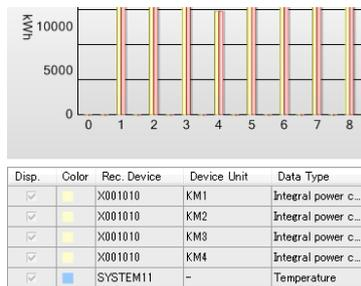 kWh
10000
5000
0
0 1 2 3 4 5 6 7 8
Disp. Color Rec. Device Device Unit Data Type
X001010 KM1 Integral power c...
X001010 KM2 Integral power c...
X001010 KM3 Integral power c...
X001010 KM4 Integral power c...
SYSTEM11 - Temperature